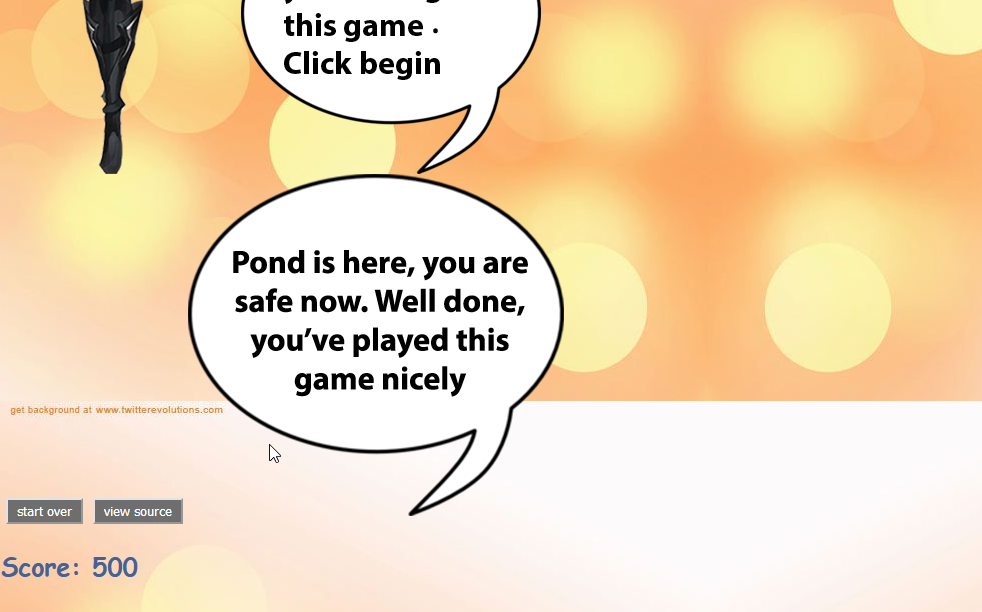 this game .
Click begin
Pond is here, you are
safe now. Well done,
you’ve played this
game nicely
get background at www.twitterevolutions.com
start over
view source
Score: 500